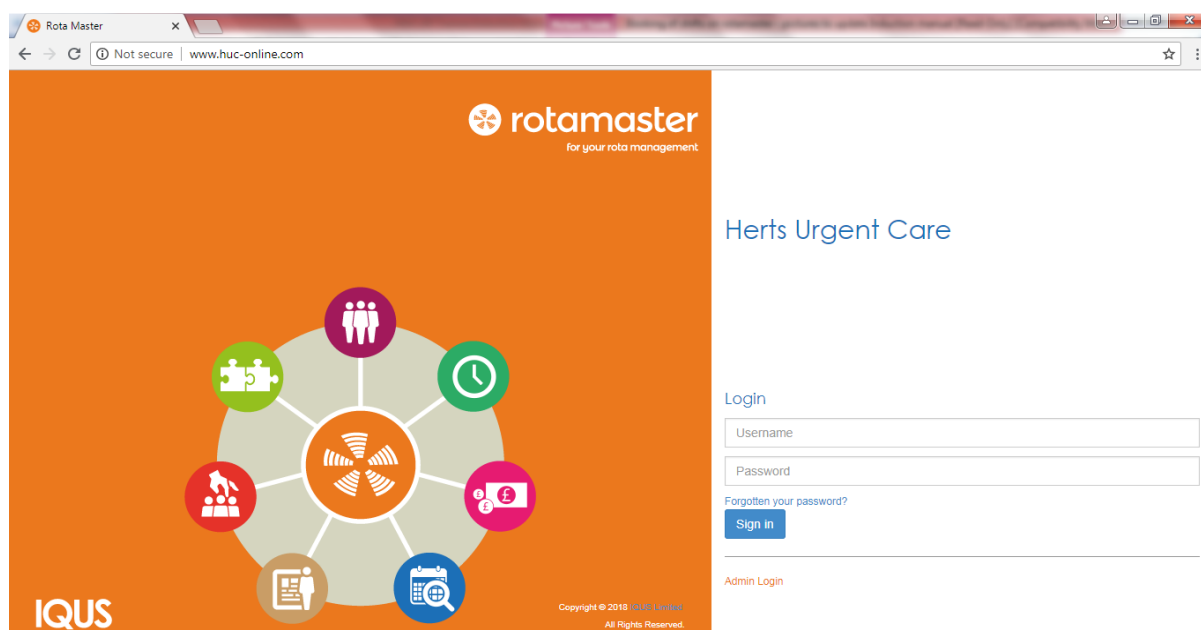 Rota Master
Not secure | www.huc-online.com
rotamaster
for your rota management
Herts Urgent Care
Login
Username
Password
Forgotten your password?
Sign in
Admin Login
£
£
£
IQUS
Copyright © 2018 IQUS Limited
All Rights Reserved.